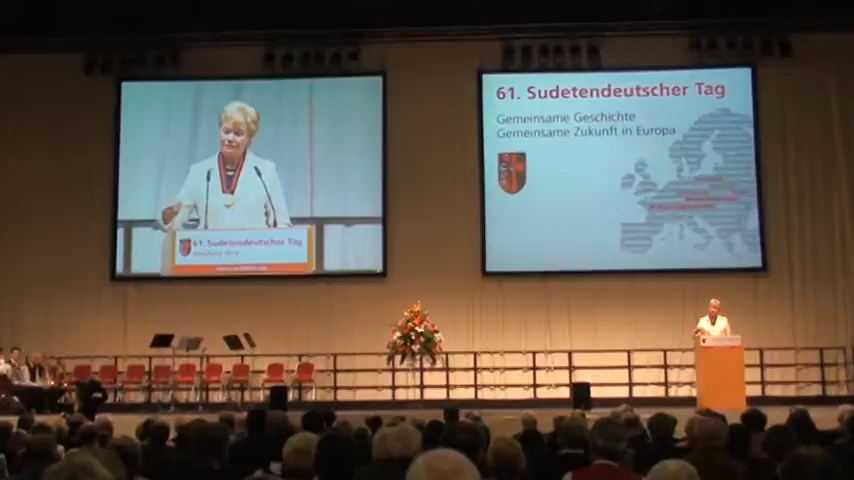 61. Sudetendeutscher Tag
Gemeinsame Geschichte
Gemeinsame Zukunft in Europa
61. Sudetendeutscher Tag